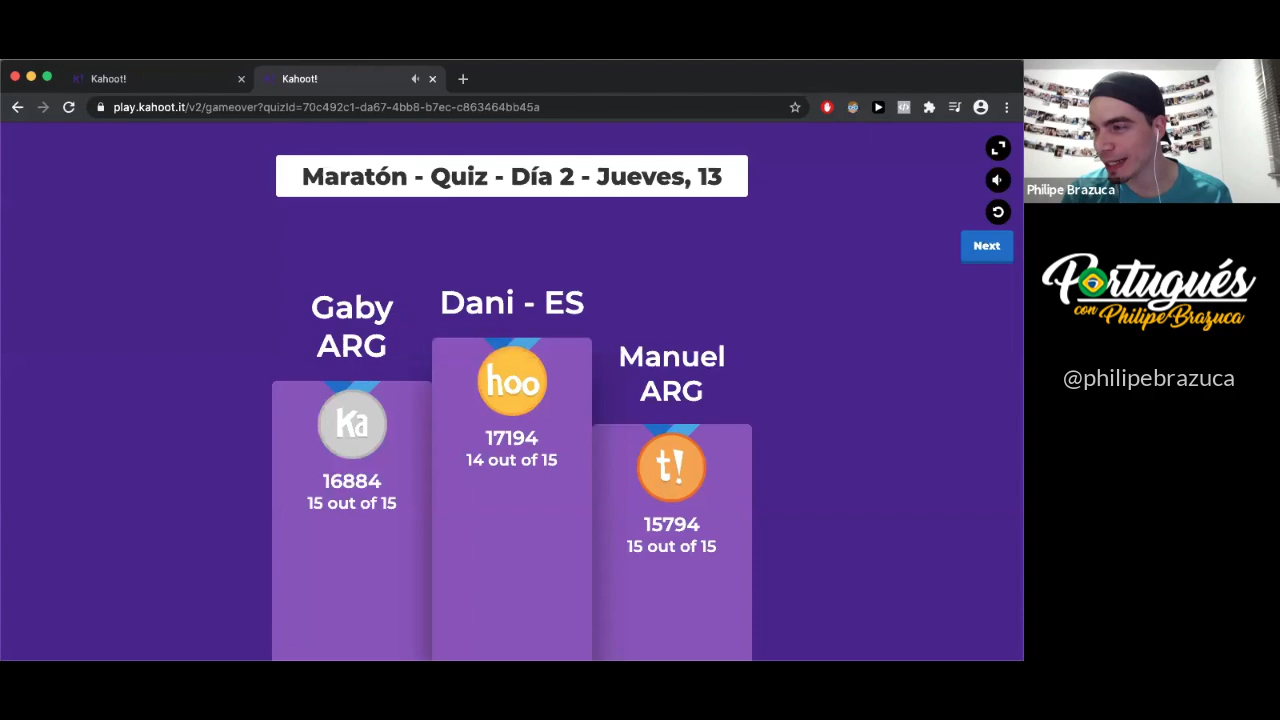 Kahoot!
Kahoot!
play.kahoot.it/v2/gameover?quizId=70c492c1-da67-4bb8-b7ec-c863464bb45a
Maratón - Quiz - Día 2 - Jueves, 13
Next
Gaby
ARG
Ka
16884
15 out of 15
Dani - ES
hoo
17194
14 out of 15
Manuel
ARG
t!
15794
15 out of 15
Philipe Brazuca
Portugués
con Philipe Brazuca
@philipebrazuca